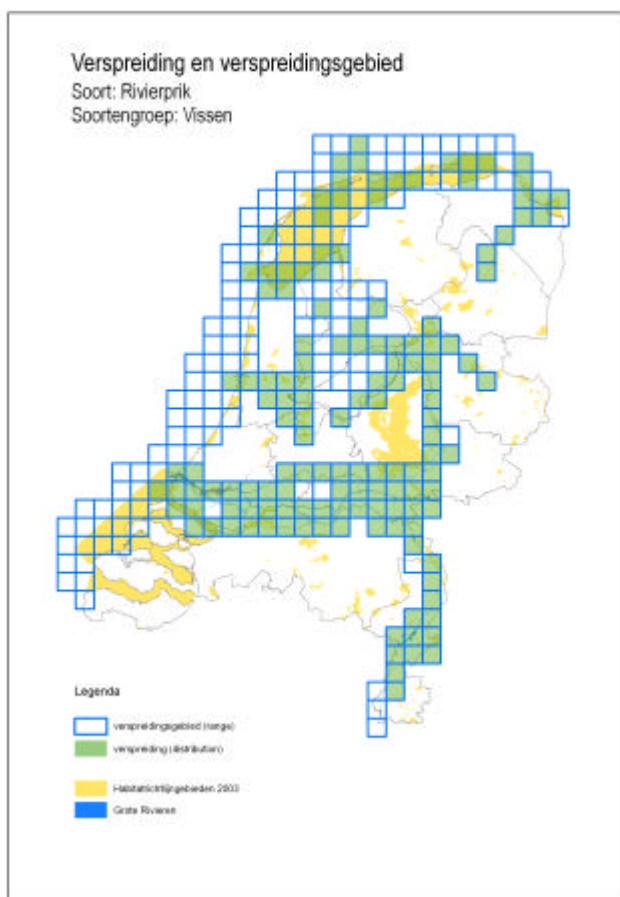 Verspreiding en verspreidingsgebied
Soort: Rivierprik
Soortengroep: Vissen
Legenda
verspreidingsgebied (range)
verspreiding (distribution)
Habitatrichtlijngebieden 2003
Grote Rivieren